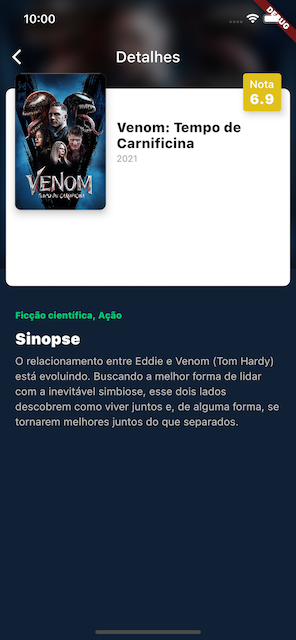 10:00
DEBUG
Detalhes
Nota
6.9
Venom: Tempo de
Carnificina
2021
VENOM
TEMPO DE CARNIFICINA
Ficção científica, Ação
Sinopse
O relacionamento entre Eddie e Venom (Tom Hardy)
está evoluindo. Buscando a melhor forma de lidar
com a inevitável simbiose, esse dois lados
descobrem como viver juntos e, de alguma forma, se
tornarem melhores juntos do que separados.